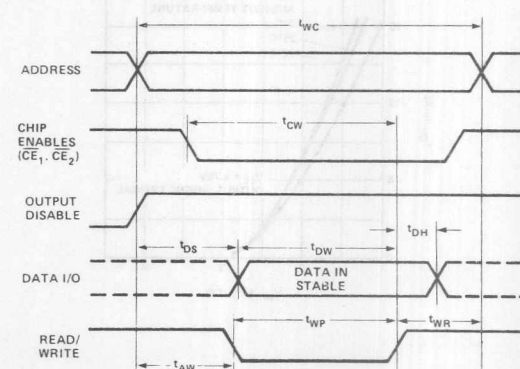 tWC
ADDRESS
tCW
CHIP
ENABLES
(CE1, CE2)
OUTPUT
DISABLE
tDH
tDS
tDW
DATA I/O
DATA IN
STABLE
tWP
tWR
READ/
WRITE
tAW